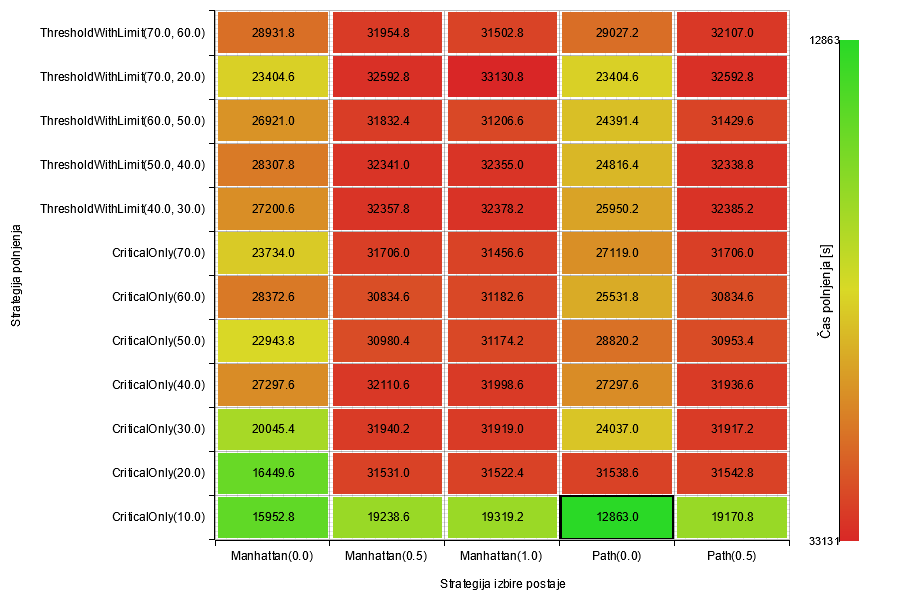 ThresholdWithLimit(70.0, 60.0) 28931.8 31954.8 31502.8 29027.2 32107.0
ThresholdWithLimit(70.0, 20.0) 23404.6 32592.8 33130.8 23404.6 32592.8
ThresholdWithLimit(60.0, 50.0) 26921.0 31832.4 31206.6 24391.4 31429.6
ThresholdWithLimit(50.0, 40.0) 28307.8 32341.0 32355.0 24816.4 32338.8
ThresholdWithLimit(40.0, 30.0) 27200.6 32357.8 32378.2 25950.2 32385.2
CriticalOnly(70.0) 23734.0 31706.0 31456.6 27119.0 31706.0
CriticalOnly(60.0) 28372.6 30834.6 31182.6 25531.8 30834.6
CriticalOnly(50.0) 22943.8 30980.4 31174.2 28820.2 30953.4
CriticalOnly(40.0) 27297.6 32110.6 31998.6 27297.6 31936.6
CriticalOnly(30.0) 20045.4 31940.2 31919.0 24037.0 31917.2
CriticalOnly(20.0) 16449.6 31531.0 31522.4 31538.6 31542.8
CriticalOnly(10.0) 15952.8 19238.6 19319.2 12863.0 19170.8
Manhattan(0.0) Manhattan(0.5) Manhattan(1.0) Path(0.0) Path(0.5)
Strategija izbire postaje
Strategija polnjenja
12863
Čas polnjenja [s]
33131